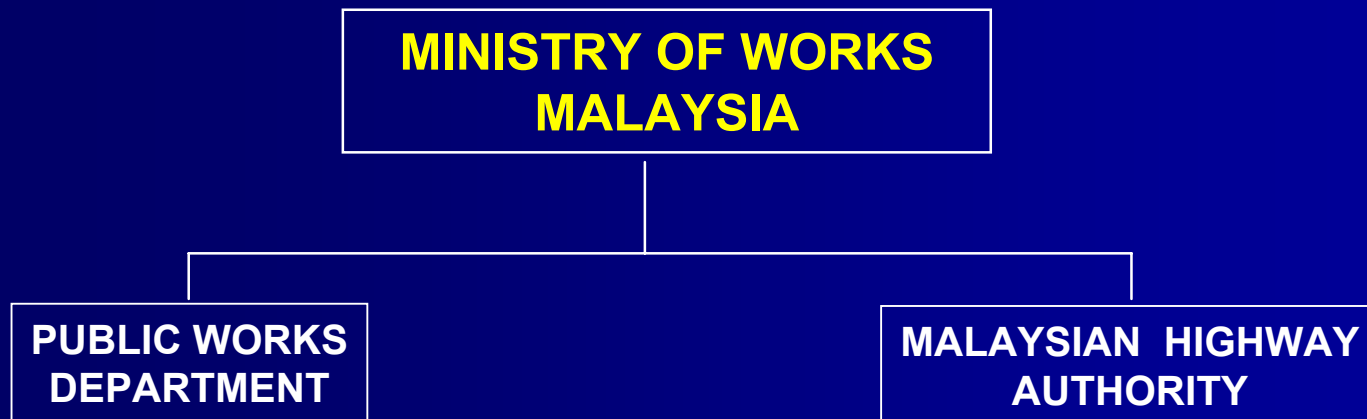 MINISTRY OF WORKS
MALAYSIA
PUBLIC WORKS
DEPARTMENT
MALAYSIAN HIGHWAY
AUTHORITY